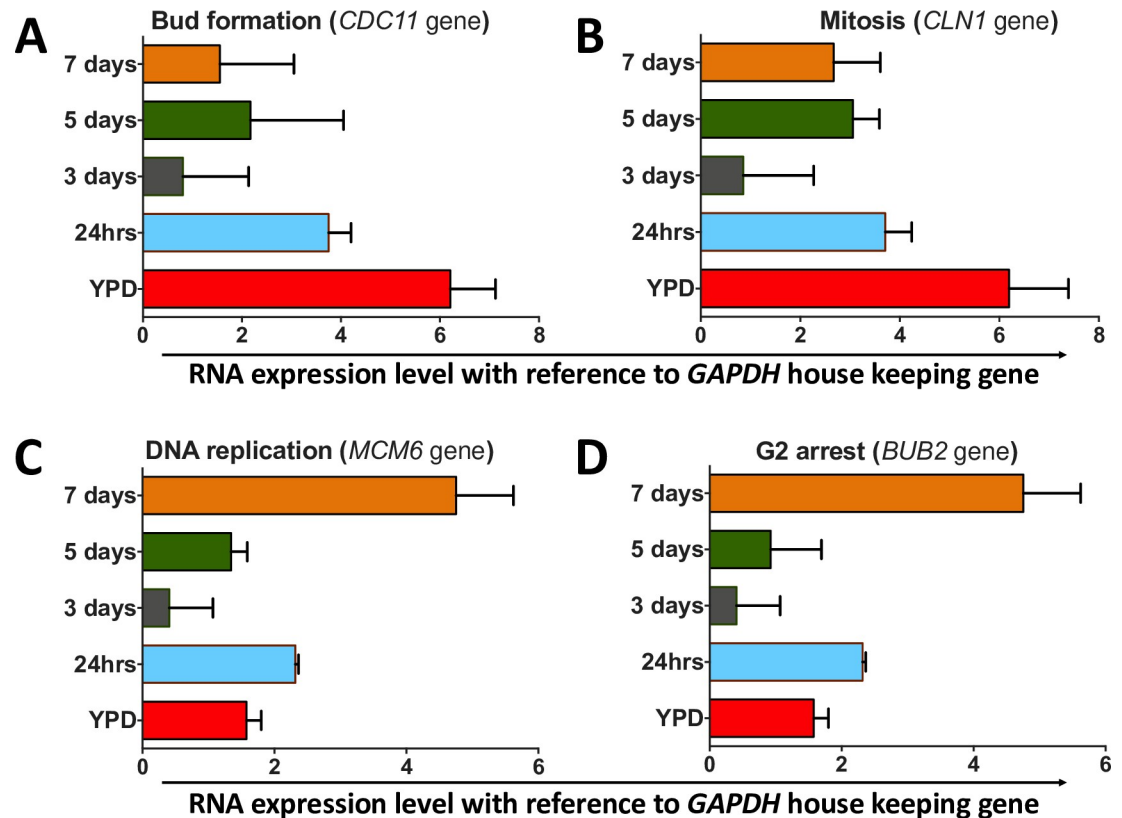 A
Bud formation (CDC11 gene)
7 days
5 days
3 days
24hrs
YPD
0 2 4 6 8
B
Mitosis (CLN1 gene)
7 days
5 days
3 days
24hrs
YPD
0 2 4 6 8
RNA expression level with reference to GAPDH house keeping gene
C
DNA replication (MCM6 gene)
7 days
5 days
3 days
24hrs
YPD
0 2 4 6
D
G2 arrest (BUB2 gene)
7 days
5 days
3 days
24hrs
YPD
0 2 4 6
RNA expression level with reference to GAPDH house keeping gene